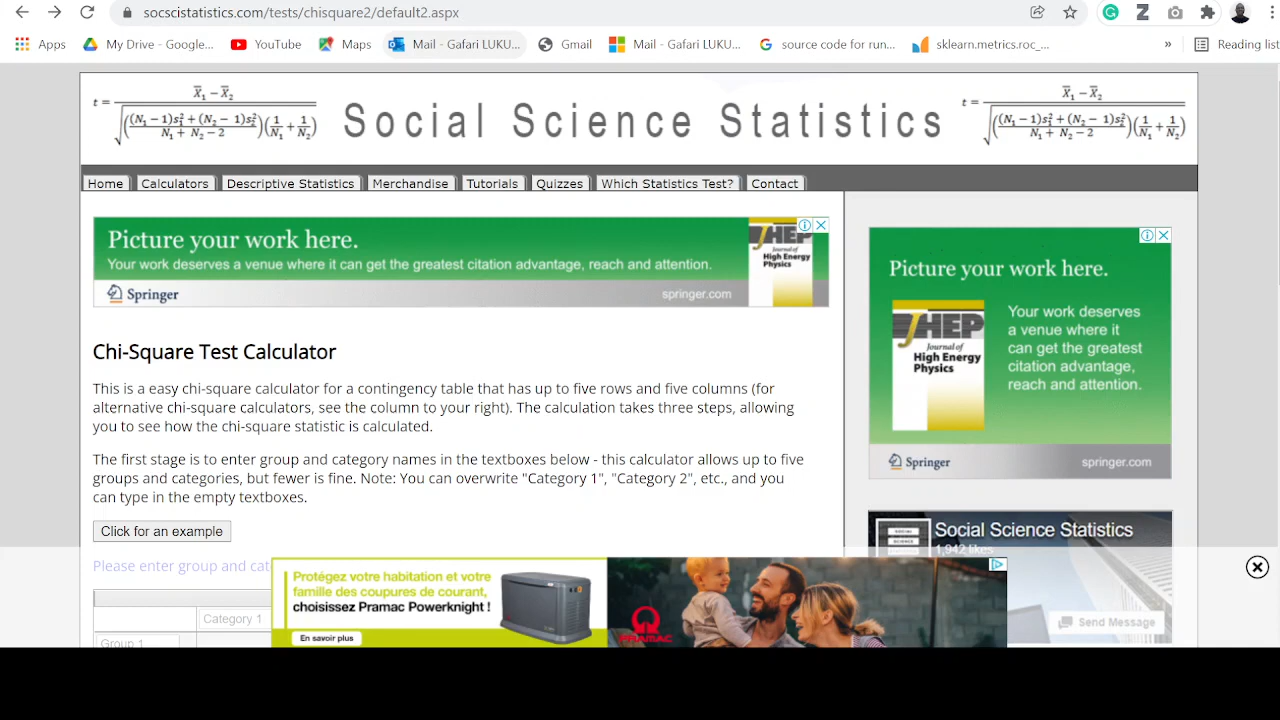 socscistatistics.com/tests/chisquare2/default2.aspx
Apps
My Drive - Google...
YouTube
Maps
Mail - Gafari LUKU...
Gmail
Mail - Gafari LUKU...
source code for run...
sklearn.metrics.roc_...
»
Reading list
Social Science Statistics
Home
Calculators
Descriptive Statistics
Merchandise
Tutorials
Quizzes
Which Statistics Test?
Contact
Picture your work here.
Your work deserves a venue where it can get the greatest citation advantage, reach and attention.
Springer
springer.com
JHEP
Journal of
High Energy
Physics
Chi-Square Test Calculator
This is a easy chi-square calculator for a contingency table that has up to five rows and five columns (for
alternative chi-square calculators, see the column to your right). The calculation takes three steps, allowing
you to see how the chi-square statistic is calculated.
The first stage is to enter group and category names in the textboxes below - this calculator allows up to five
groups and categories, but fewer is fine. Note: You can overwrite "Category 1", "Category 2", etc., and you
can type in the empty textboxes.
Click for an example
Please enter group and cat
Category 1
Group 1
Picture your work here.
JHEP
Journal of
High Energy
Physics
Your work deserves
a venue where it
can get the greatest
citation advantage,
reach and attention.
Springer
springer.com
Social Science Statistics
1,942 likes
Send Message
Protégez votre habitation et votre
famille des coupures de courant,
choisissez Pramac Powerknight !
En savoir plus
PRAMAC